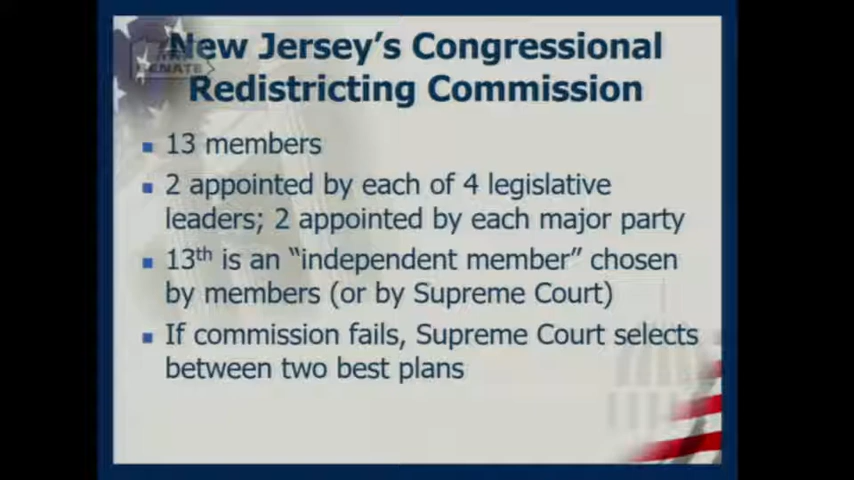 New Jersey's Congressional
Redistricting Commission
SENATE
▪ 13 members
▪ 2 appointed by each of 4 legislative
leaders; 2 appointed by each major party
▪ 13th is an “independent member” chosen
by members (or by Supreme Court)
▪ If commission fails, Supreme Court selects
between two best plans